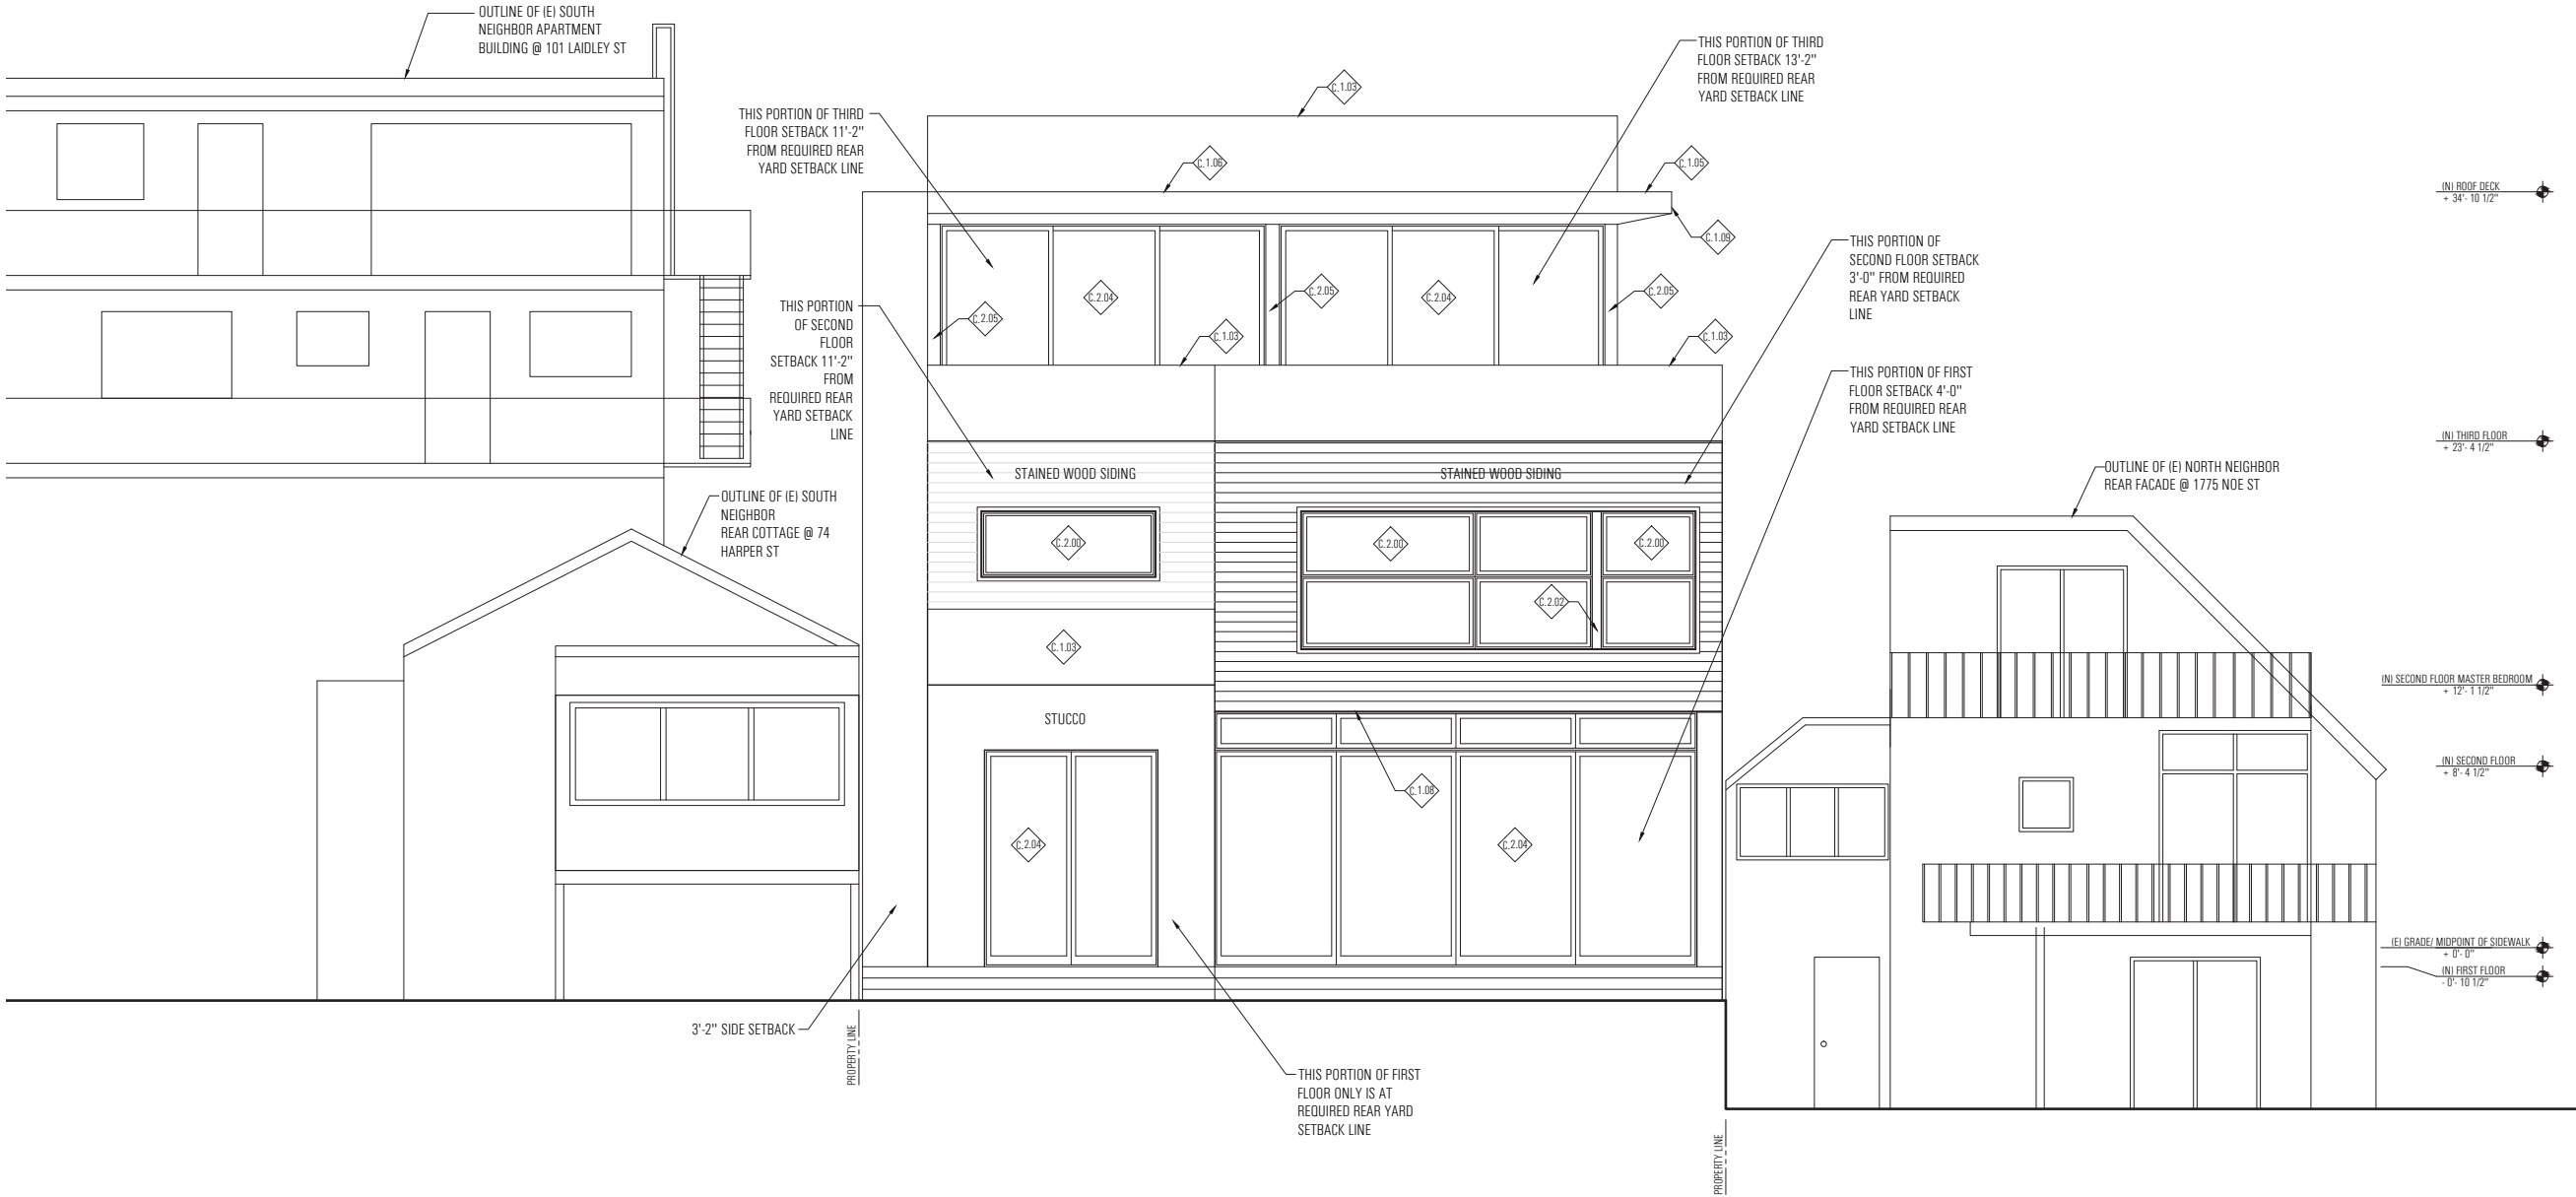 OUTLINE OF (E) SOUTH
NEIGHBOR APARTMENT
BUILDING @ 101 LAIDLEY ST
THIS PORTION OF THIRD
FLOOR SETBACK 13'-2"
FROM REQUIRED REAR
YARD SETBACK LINE
C.1.03
THIS PORTION OF THIRD
FLOOR SETBACK 11'-2"
FROM REQUIRED REAR
YARD SETBACK LINE
C.1.06
C.1.05
(N) ROOF DECK
+ 34'- 10 1/2"
C.1.09
THIS PORTION OF
SECOND FLOOR SETBACK
3'-0" FROM REQUIRED
REAR YARD SETBACK
LINE
C.2.04
C.2.05
C.2.04
C.2.05
C.2.05
THIS PORTION
OF SECOND
FLOOR
SETBACK 11'-2"
FROM
REQUIRED REAR
YARD SETBACK
LINE
C.1.03
C.1.03
THIS PORTION OF FIRST
FLOOR SETBACK 4'-0"
FROM REQUIRED REAR
YARD SETBACK LINE
(N) THIRD FLOOR
+ 23'- 4 1/2"
STAINED WOOD SIDING
STAINED WOOD SIDING
OUTLINE OF (E) NORTH NEIGHBOR
REAR FACADE @ 1775 NOE ST
OUTLINE OF (E) SOUTH
NEIGHBOR
REAR COTTAGE @ 74
HARPER ST
C.2.00
C.2.00
C.2.00
C.2.02
C.1.03
(N) SECOND FLOOR MASTER BEDROOM
+ 12'- 1 1/2"
STUCCO
(N) SECOND FLOOR
+ 8'- 4 1/2"
C.1.08
C.2.04
C.2.04
(E) GRADE/ MIDPOINT OF SIDEWALK
+ 0'- 0"
(N) FIRST FLOOR
- 0'- 10 1/2"
3'-2" SIDE SETBACK
PROPERTY LINE
THIS PORTION OF FIRST
FLOOR ONLY IS AT
REQUIRED REAR YARD
SETBACK LINE
PROPERTY LINE